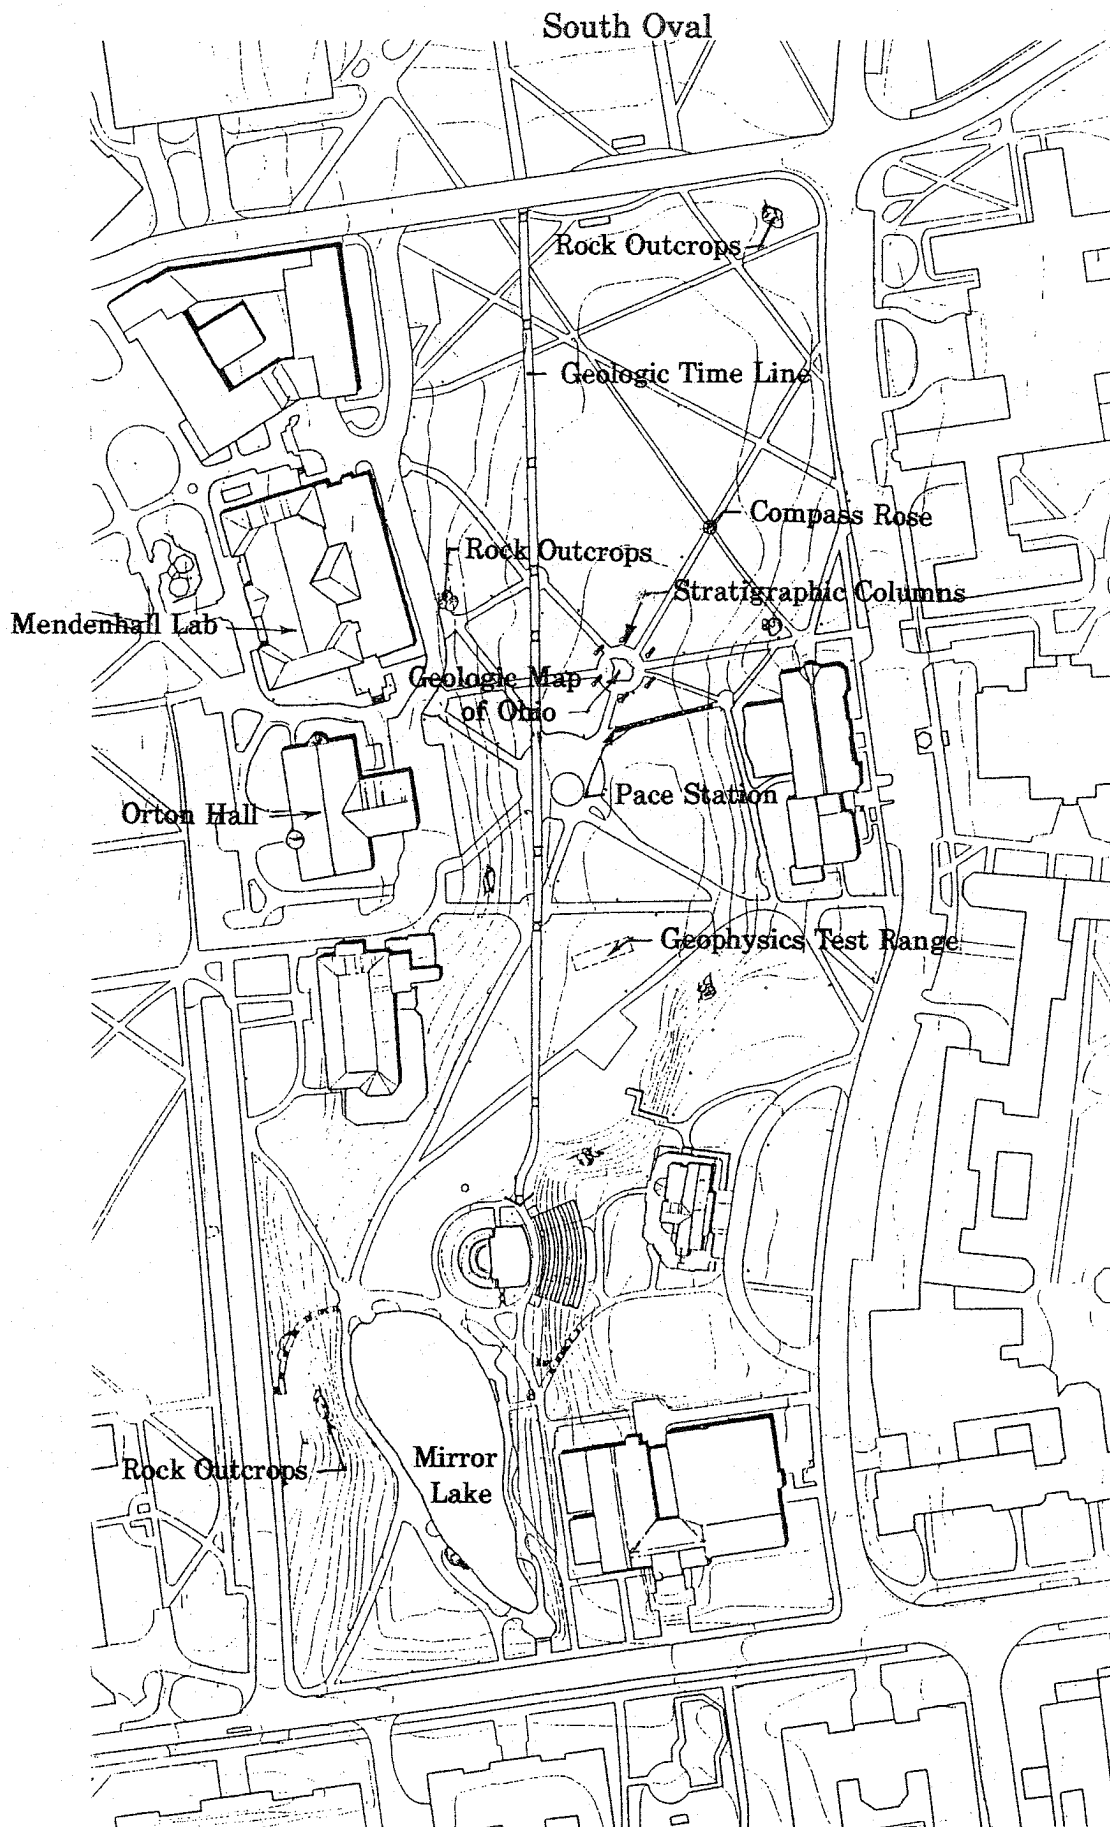 South Oval
Rock Outcrops
Geologic Time Line
Compass Rose
Rock Outcrops
Stratigraphic Columns
Mendenhall Lab
Geologic Map
of Ohio
Pace Station
Orton Hall
Geophysics Test Range
Mirror
Lake
Rock Outcrops